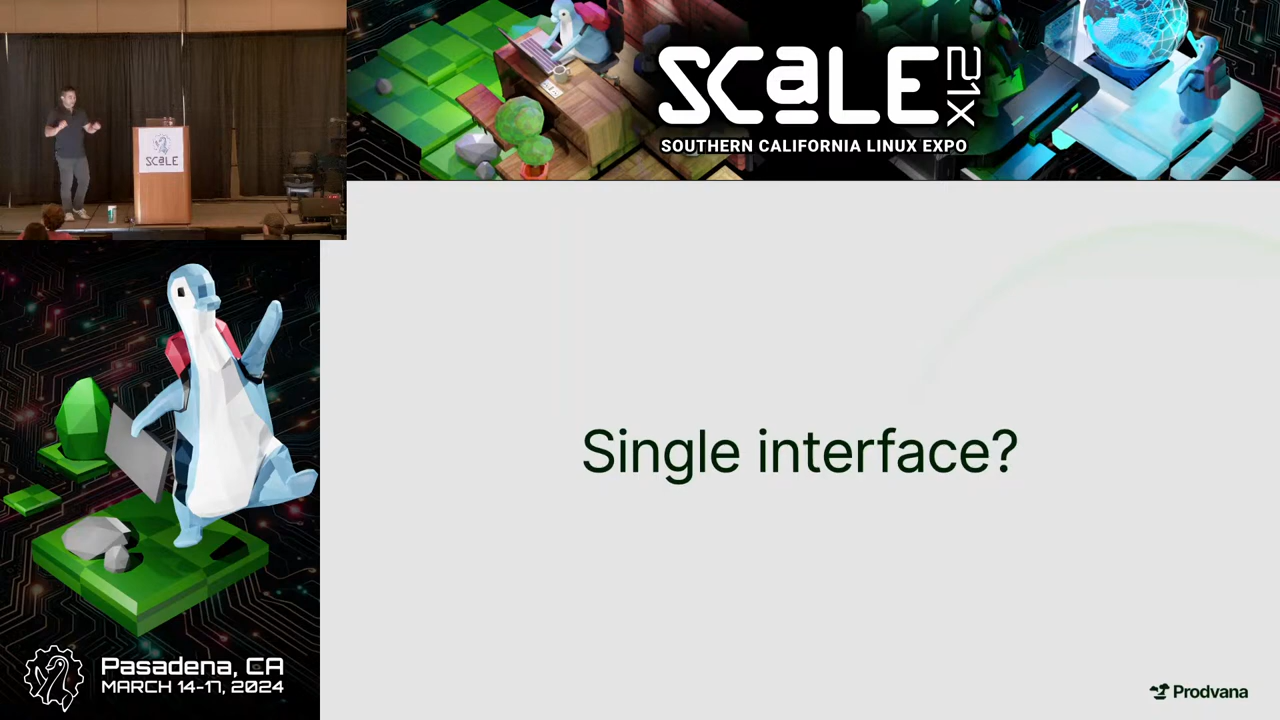 SCALE
SCaLE 21X
SOUTHERN CALIFORNIA LINUX EXPO
Single interface?
Pasadena, CA
MARCH 14-17, 2024
Prodvana